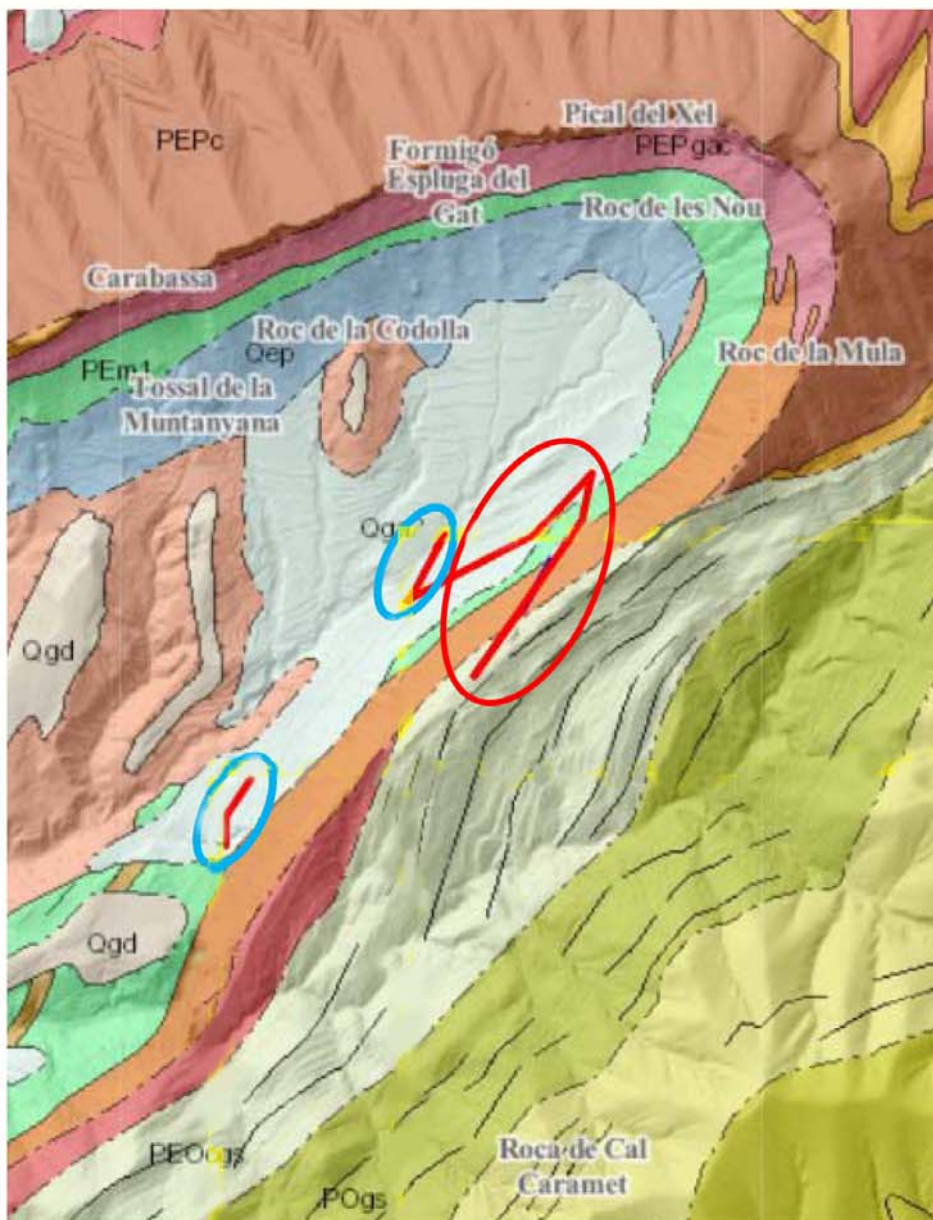 Pical del Xel
PEPc
PEPgac
Formigó
Espluga del
Gat
Roc de les Nou
Carabassa
Roc de la Codolla
Qep
Roc de la Mula
PEm1
Tossal de la
Muntanyana
Qgd
Qgd
PEOcgs
Roca de Cal
Caramet
POgs